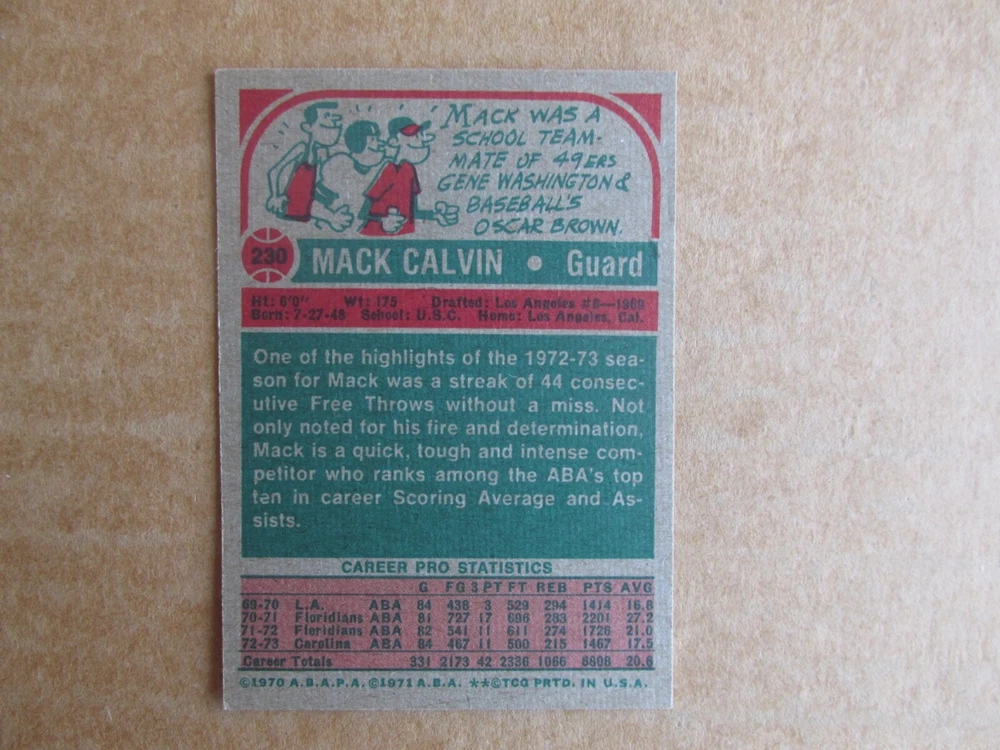 MACK WAS A
SCHOOL TEAM-
MATE OF 49ERS
GENE WASHINGTON &
BASEBALL'S
OSCAR BROWN.
230 MACK CALVIN • Guard
Ht: 6'0" Wt: 175 Drafted: Los Angeles #6—1969
Born: 7-27-48 School: U.S.C. Home: Los Angeles, Cal.
One of the highlights of the 1972-73 sea-
son for Mack was a streak of 44 consec-
utive Free Throws without a miss. Not
only noted for his fire and determination,
Mack is a quick, tough and intense com-
petitor who ranks among the ABA's top
ten in career Scoring Average and As-
sists.
CAREER PRO STATISTICS
G FG 3PT FT REB PTS AVG
69-70 L.A. ABA 84 438 3 529 294 1414 16.8
70-71 Floridians ABA 81 727 17 696 283 2201 27.2
71-72 Floridians ABA 82 541 11 611 274 1726 21.0
72-73 Carolina ABA 84 467 11 500 215 1467 17.5
Career Totals 331 2173 42 2336 1066 6808 20.6
©1970 A.B.A.P.A. ©1971 A.B.A. **©TCG PRTD. IN U.S.A.